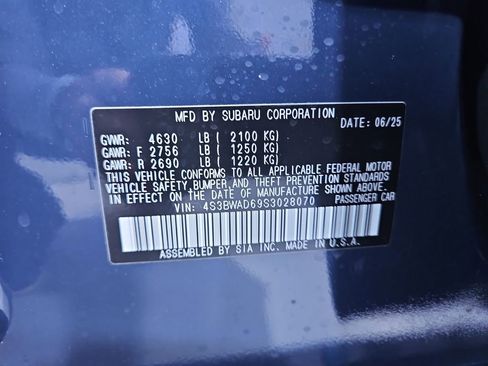 MFD BY SUBARU CORPORATION
DATE: 06/25
GVWR: 4630 LB ( 2100 KG)
GAWR: F 2756 LB ( 1250 KG)
GAWR: R 2690 LB ( 1220 KG)
THIS VEHICLE CONFORMS TO ALL APPLICABLE FEDERAL MOTOR
VEHICLE SAFETY, BUMPER, AND THEFT PREVENTION STANDARDS
IN EFFECT ON THE DATE OF MANUFACTURE SHOWN ABOVE.
VIN: 4S3BWAD69S3028070 PASSENGER CAR
ASSEMBLED BY SIA INC. MADE IN U.S.A.